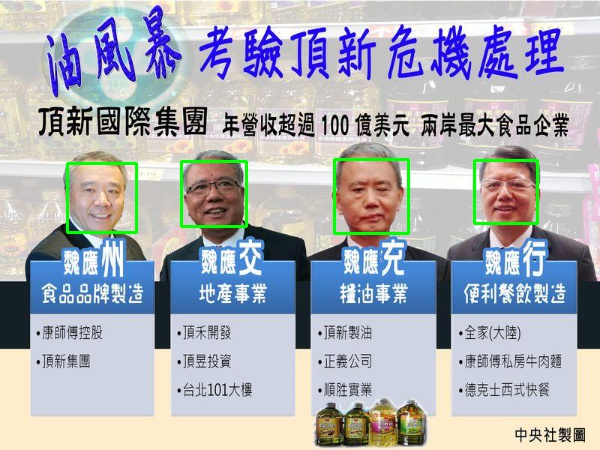 油風暴 考驗頂新危機處理
頂新國際集團 年營收超過100億美元 兩岸最大食品企業
魏應州
食品品牌製造
•康師傅控股
•頂新集團
魏應交
地產事業
•頂禾開發
•頂昱投資
•台北101大樓
魏應充
糧油事業
•頂新製油
•正義公司
•順胜實業
魏應行
便利餐飲製造
•全家(大陸)
•康師傅私房牛肉麵
•德克士西式快餐
中央社製圖